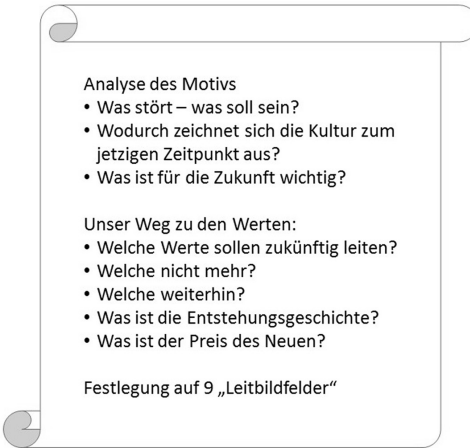 Analyse des Motivs
• Was stört – was soll sein?
• Wodurch zeichnet sich die Kultur zum
jetzigen Zeitpunkt aus?
• Was ist für die Zukunft wichtig?
Unser Weg zu den Werten:
• Welche Werte sollen zukünftig leiten?
• Welche nicht mehr?
• Welche weiterhin?
• Was ist die Entstehungsgeschichte?
• Was ist der Preis des Neuen?
Festlegung auf 9 „Leitbildfelder“